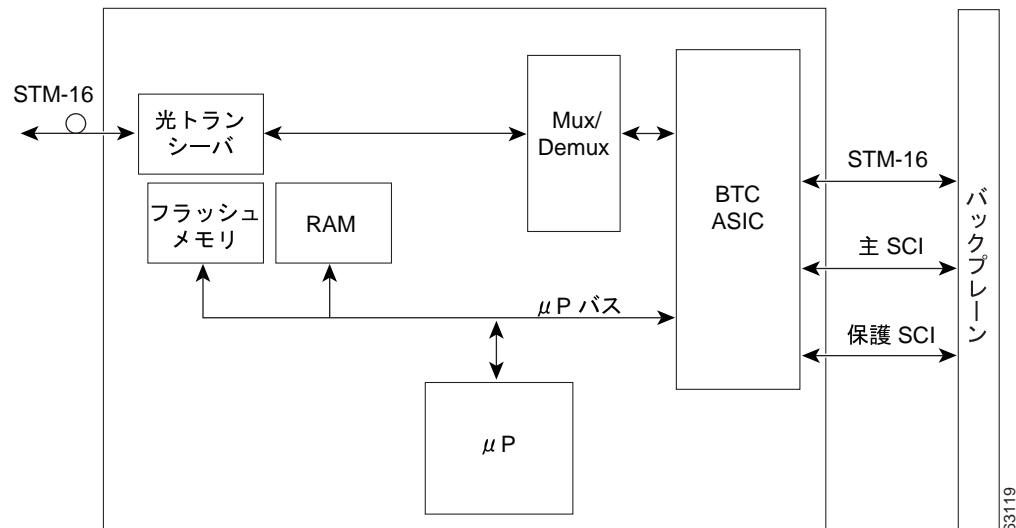 STM-16
光トラン
シーバ
Mux/
Demux
フラッシュ
メモリ
RAM
BTC
ASIC
STM-16
主 SCI
保護 SCI
μP バス
μP
バックプレーン
63119